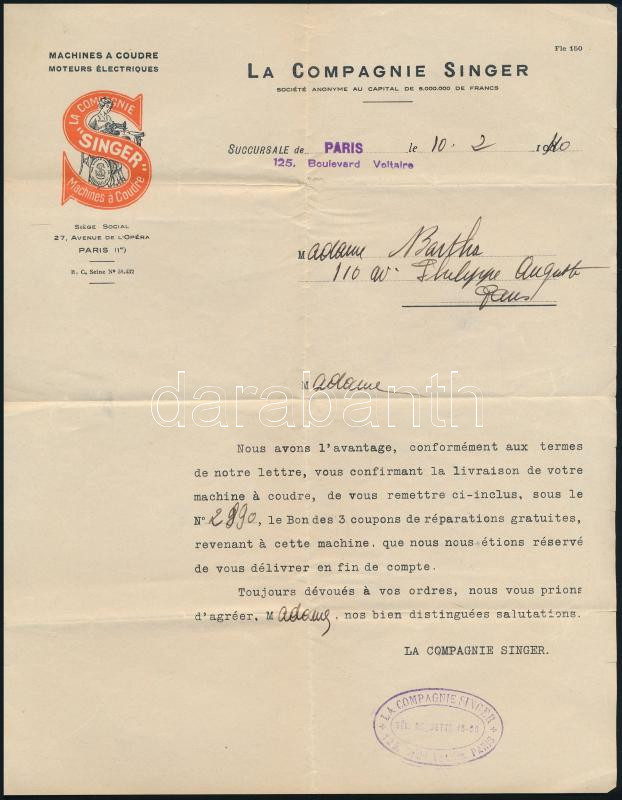 Fle 150
MACHINES A COUDRE
MOTEURS ÉLECTRIQUES
LA COMPAGNIE SINGER
SOCIÉTÉ ANONYME AU CAPITAL DE 6.000.000 DE FRANCS
LA COMPAGNIE
"SINGER"
Machines à Coudre
SUCCURSALE de PARIS le 10. 2 1940
125, Boulevard Voltaire
SIÈGE SOCIAL
27, AVENUE DE L'OPÉRA
PARIS (1er)
R. C. Seine N° 58.432
Madame
110 av Philippe Auguste
Paris
Madame
darabanth
Nous avons l'avantage, conformément aux termes
de notre lettre, vous confirmant la livraison de votre
machine à coudre, de vous remettre ci-inclus, sous le
N° 2890, le Bon des 3 coupons de réparations gratuites,
revenant à cette machine, que nous nous étions réservé
de vous délivrer en fin de compte.
Toujours dévoués à vos ordres, nous vous prions
d'agréer, Madame, nos bien distinguées salutations.
LA COMPAGNIE SINGER.
LA COMPAGNIE SINGER
PARIS